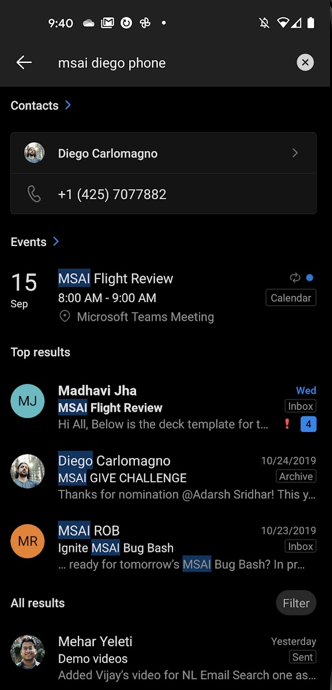 9:40
msai diego phone
Contacts
Diego Carlomagno
+1 (425) 7077882
Events
15 MSAI Flight Review
Sep 8:00 AM - 9:00 AM Calendar
Microsoft Teams Meeting
Top results
MJ Madhavi Jha Wed
MSAI Flight Review Inbox
Hi All, Below is the deck template for t... 4
Diego Carlomagno 10/24/2019
MSAI GIVE CHALLENGE Archive
Thanks for nomination @Adarsh Sridhar! This y...
MR MSAI ROB 10/23/2019
Ignite MSAI Bug Bash Inbox
... ready for tomorrow's MSAI Bug Bash? In pr...
All results Filter
Mehar Yeleti Yesterday
Demo videos Sent
Added Vijay's video for NL Email Search one as...